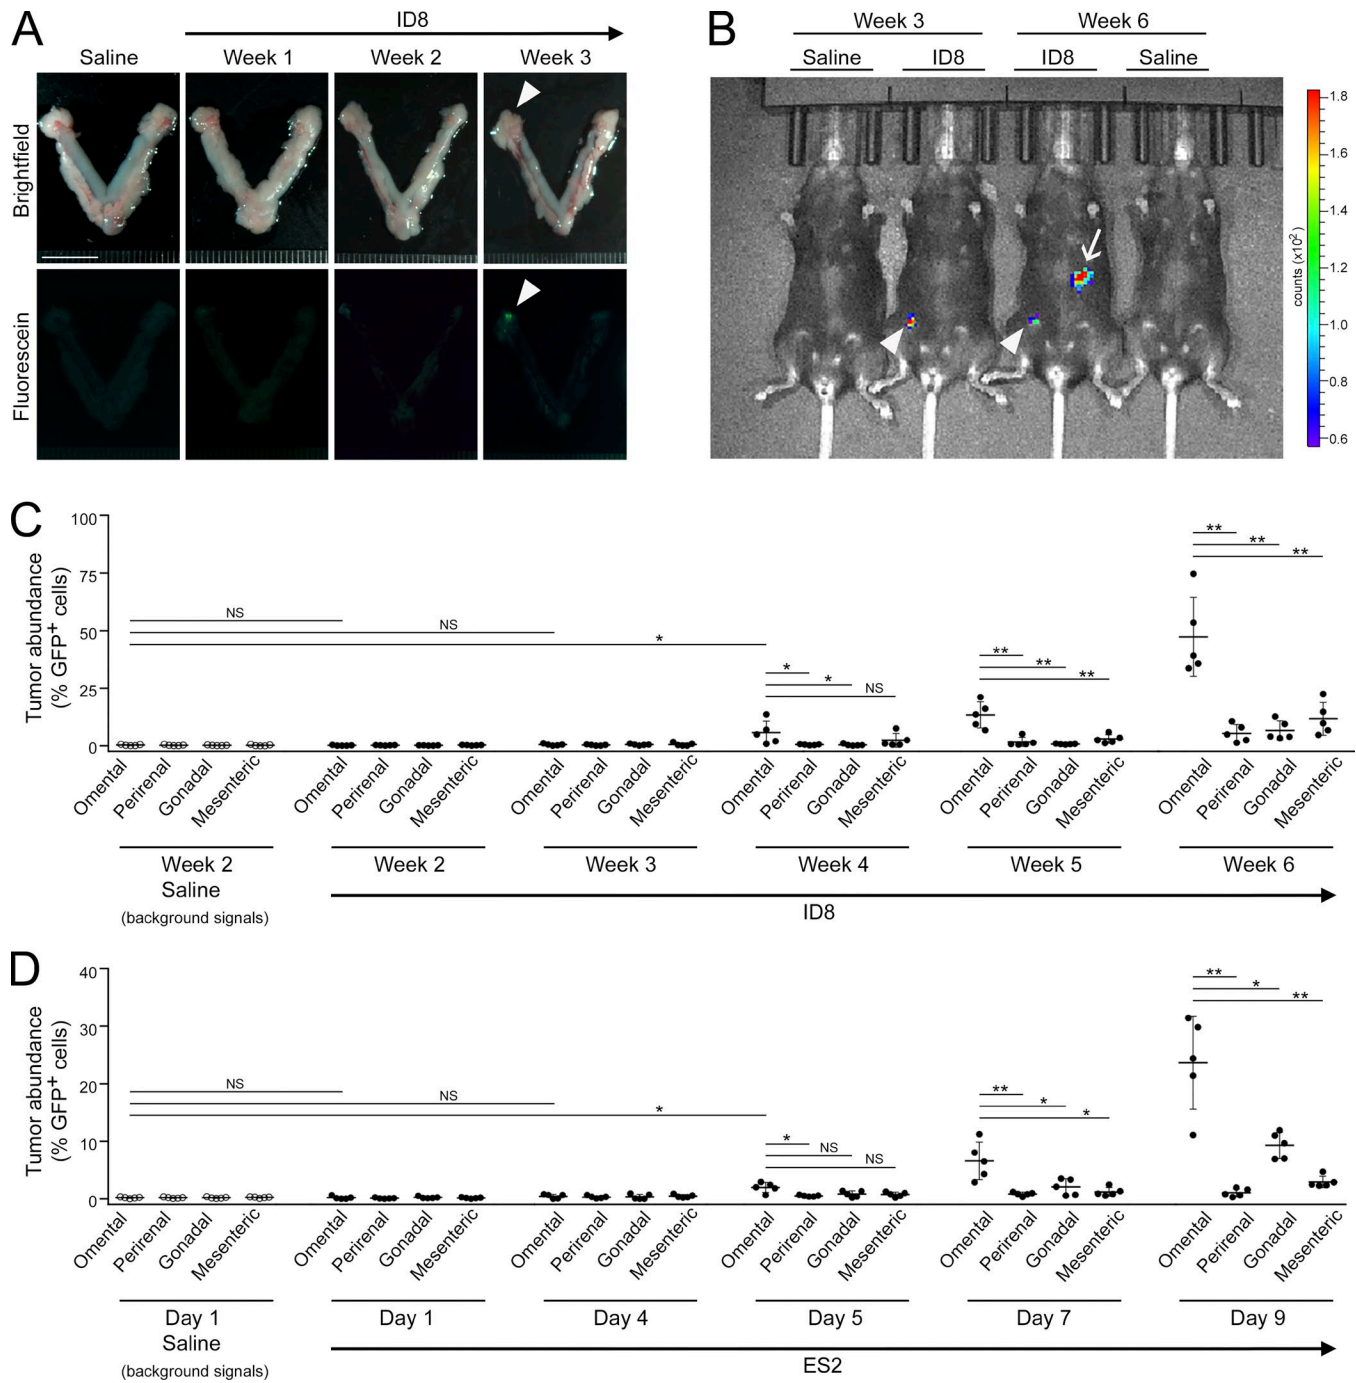 A
ID8
Saline
Week 1
Week 2
Week 3
Brightfield
Fluorescein
B
Week 3
Week 6
Saline
ID8
ID8
Saline
1.8
1.6
1.4
1.2
1.0
0.8
0.6
counts (x10²)
C
Tumor abundance
(% GFP⁺ cells)
100
75
50
25
0
NS
NS
*
*
*
NS
**
**
**
**
**
**
Omental
Perirenal
Gonadal
Mesenteric
Omental
Perirenal
Gonadal
Mesenteric
Omental
Perirenal
Gonadal
Mesenteric
Omental
Perirenal
Gonadal
Mesenteric
Omental
Perirenal
Gonadal
Mesenteric
Omental
Perirenal
Gonadal
Mesenteric
Week 2
Saline
(background signals)
Week 2
Week 3
Week 4
Week 5
Week 6
ID8
D
Tumor abundance
(% GFP⁺ cells)
40
30
20
10
0
NS
NS
*
*
NS
NS
**
*
*
**
*
**
Omental
Perirenal
Gonadal
Mesenteric
Omental
Perirenal
Gonadal
Mesenteric
Omental
Perirenal
Gonadal
Mesenteric
Omental
Perirenal
Gonadal
Mesenteric
Omental
Perirenal
Gonadal
Mesenteric
Omental
Perirenal
Gonadal
Mesenteric
Day 1
Saline
(background signals)
Day 1
Day 4
Day 5
Day 7
Day 9
ES2